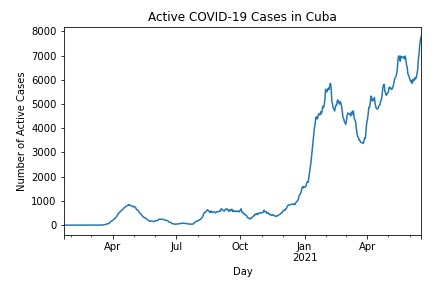 Active COVID-19 Cases in Cuba
8000
7000
6000
5000
4000
3000
2000
1000
0
Number of Active Cases
Apr Jul Oct Jan Apr
2021
Day